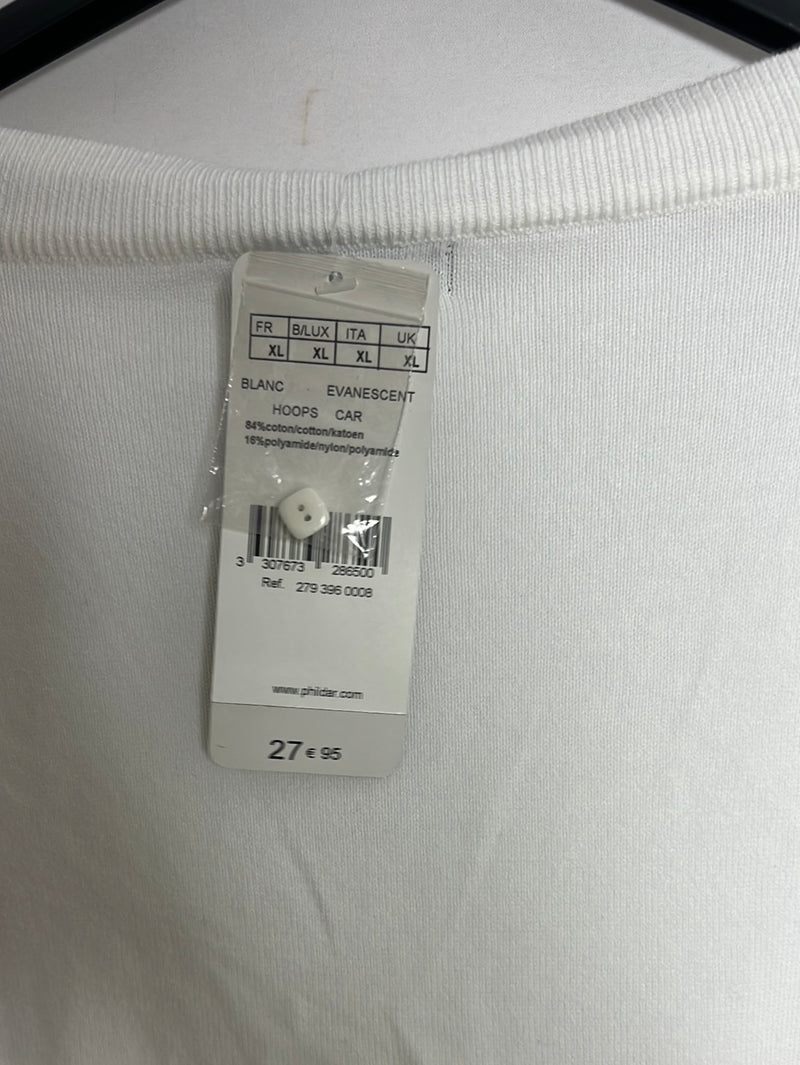 FR B/LUX ITA UK
XL XL XL XL
BLANC EVANESCENT
HOOPS CAR
84%coton/cotton/katoen
16%polyamide/nylon/polyamide
3 307673 286500
Ref. 279 396 0008
www.phildar.com
27 € 95